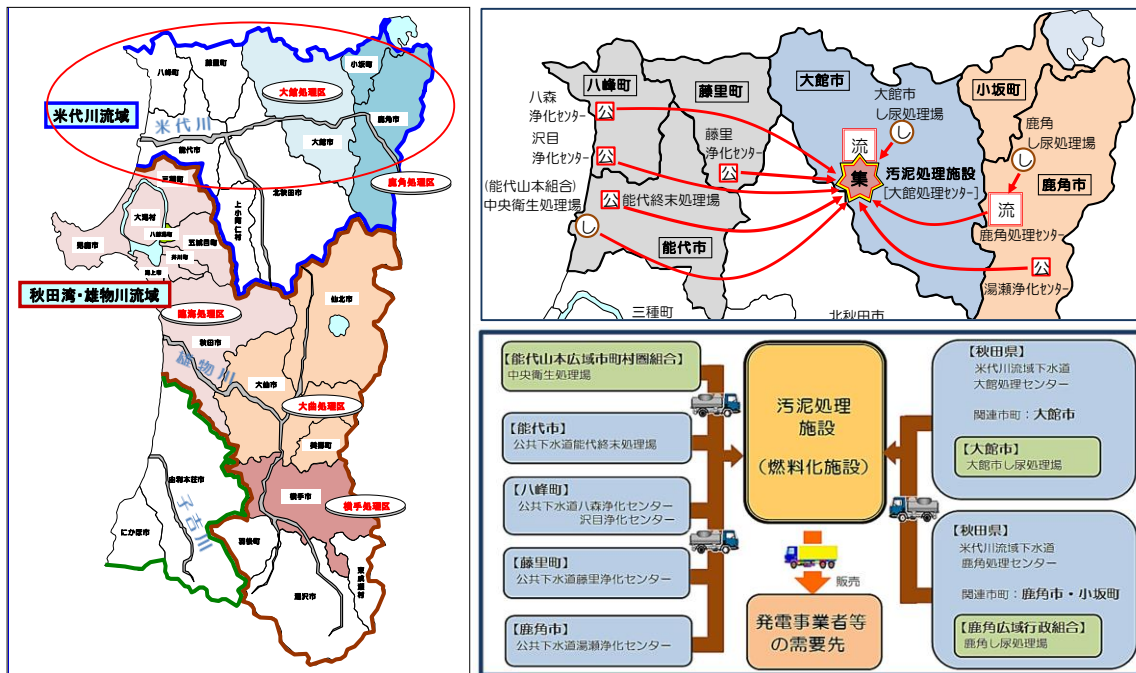 八峰町
藤里町
小坂町
大館処理区
米代川流域
米代川
鹿角市
大館市
能代市
鹿角処理区
北秋田市
三種町
上小阿仁村
大潟村
八郎潟町
五城目町
男鹿市
井川町
潟上市
秋田湾・雄物川流域
仙北市
臨海処理区
秋田市
雄物川
大仙市
大曲処理区
美郷町
横手市
由利本荘市
横手処理区
子吉川
にかほ市
羽後町
東成瀬村
湯沢市
八峰町
藤里町
大館市
小坂町
八森
浄化センター
公
沢目
浄化センター
公
藤里
浄化センター
公
大館市
し尿処理場
し
鹿角
し尿処理場
し
流
集
汚泥処理施設
[大館処理センター]
鹿角市
流
鹿角処理センター
(能代山本組合)
中央衛生処理場
し
公
能代終末処理場
能代市
公
湯瀬浄化センター
三種町
北秋田市
【能代山本広域市町村圏組合】
中央衛生処理場
【能代市】
公共下水道能代終末処理場
【八峰町】
公共下水道八森浄化センター
沢目浄化センター
【藤里町】
公共下水道藤里浄化センター
【鹿角市】
公共下水道湯瀬浄化センター
汚泥処理
施設
(燃料化施設)
販売
発電事業者等
の需要先
【秋田県】
米代川流域下水道
大館処理センター
関連市町：大館市
【大館市】
大館市し尿処理場
【秋田県】
米代川流域下水道
鹿角処理センター
関連市町：鹿角市・小坂町
【鹿角広域行政組合】
鹿角し尿処理場